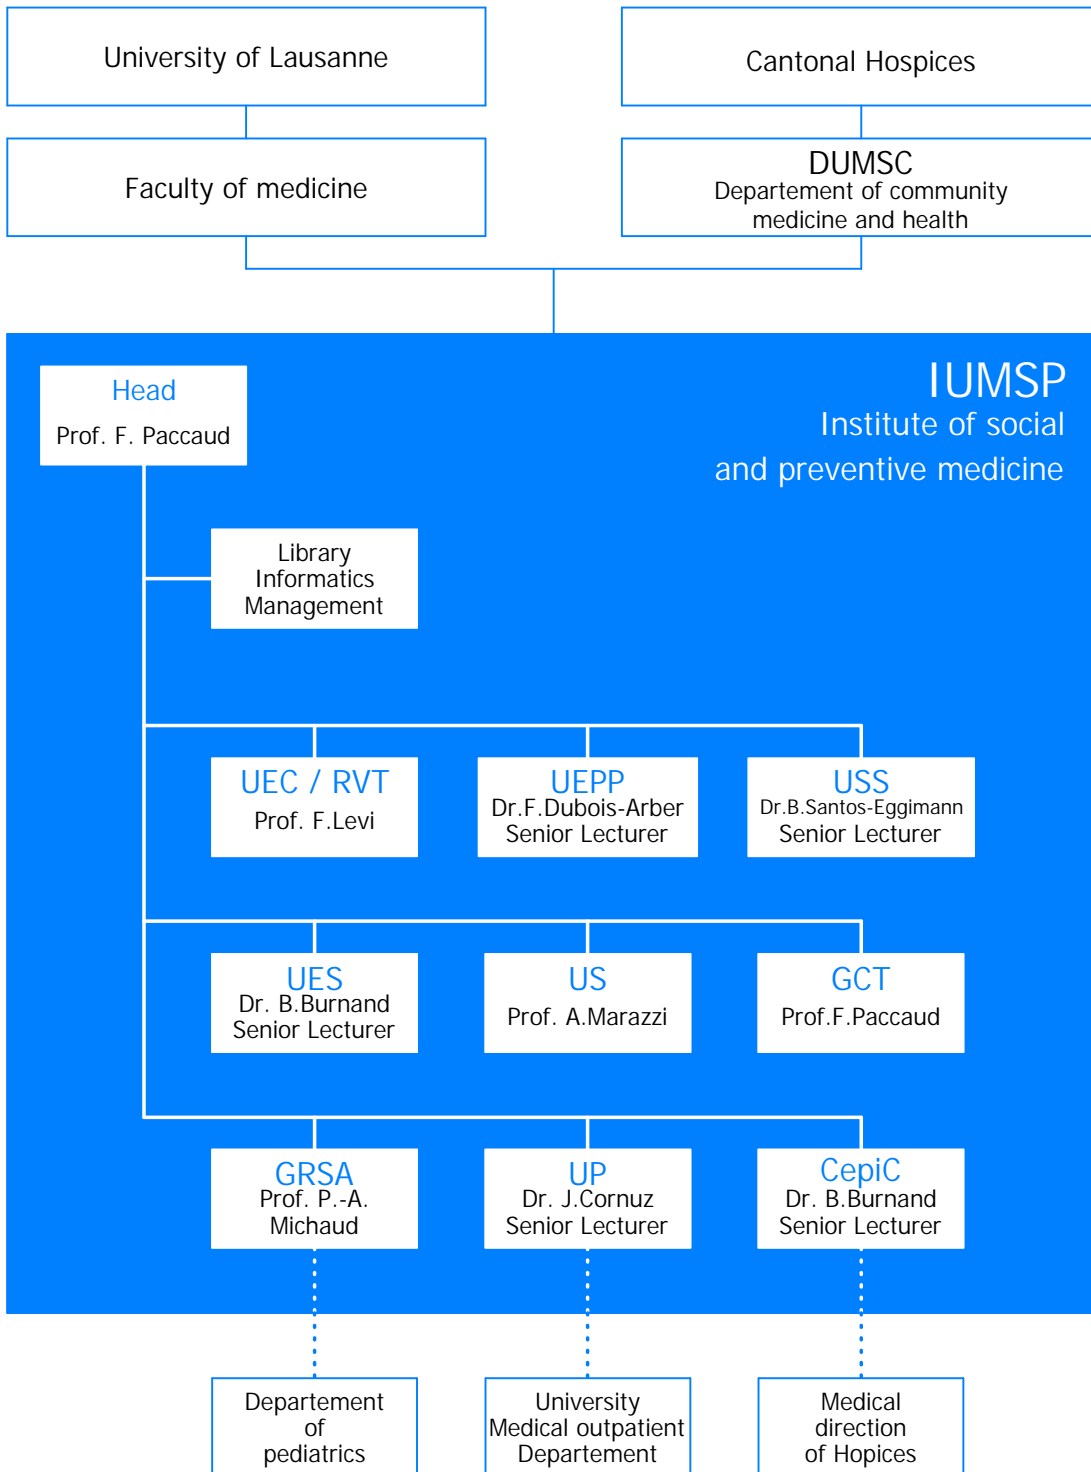 University of Lausanne
Cantonal Hospices
Faculty of medicine
DUMSC
Departement of community
medicine and health
IUMSP
Institute of social
and preventive medicine
Head
Prof. F. Paccaud
Library
Informatics
Management
UEC / RVT
Prof. F.Levi
UEPP
Dr.F.Dubois-Arber
Senior Lecturer
USS
Dr.B.Santos-Eggimann
Senior Lecturer
UES
Dr. B.Burnand
Senior Lecturer
US
Prof. A.Marazzi
GCT
Prof.F.Paccaud
GRSA
Prof. P.-A.
Michaud
UP
Dr. J.Cornuz
Senior Lecturer
CepiC
Dr. B.Burnand
Senior Lecturer
Departement
of
pediatrics
University
Medical outpatient
Departement
Medical
direction
of Hopices